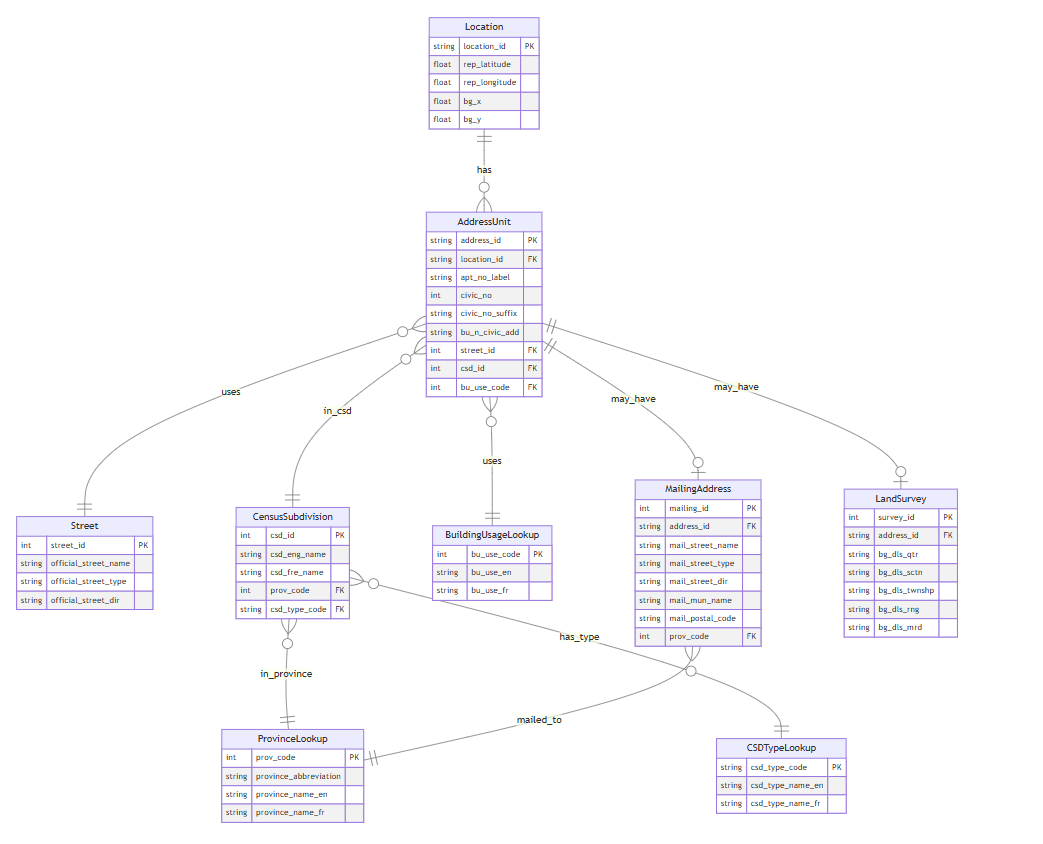 Location
string location_id PK
float rep_latitude
float rep_longitude
float bg_x
float bg_y
has
AddressUnit
string address_id PK
string location_id FK
string apt_no_label
int civic_no
string civic_no_suffix
string bu_n_civic_add
int street_id FK
int csd_id FK
int bu_use_code FK
uses
in_csd
uses
may_have
may_have
Street
int street_id PK
string official_street_name
string official_street_type
string official_street_dir
CensusSubdivision
int csd_id PK
string csd_eng_name
string csd_fre_name
int prov_code FK
string csd_type_code FK
BuildingUsageLookup
int bu_use_code PK
string bu_use_en
string bu_use_fr
MailingAddress
int mailing_id PK
string address_id FK
string mail_street_name
string mail_street_type
string mail_street_dir
string mail_mun_name
string mail_postal_code
int prov_code FK
LandSurvey
int survey_id PK
string address_id FK
string bg_dls_qtr
string bg_dls_sctn
string bg_dls_twnshp
string bg_dls_rng
string bg_dls_mrd
in_province
has_type
mailed_to
ProvinceLookup
int prov_code PK
string province_abbreviation
string province_name_en
string province_name_fr
CSDTypeLookup
string csd_type_code PK
string csd_type_name_en
string csd_type_name_fr